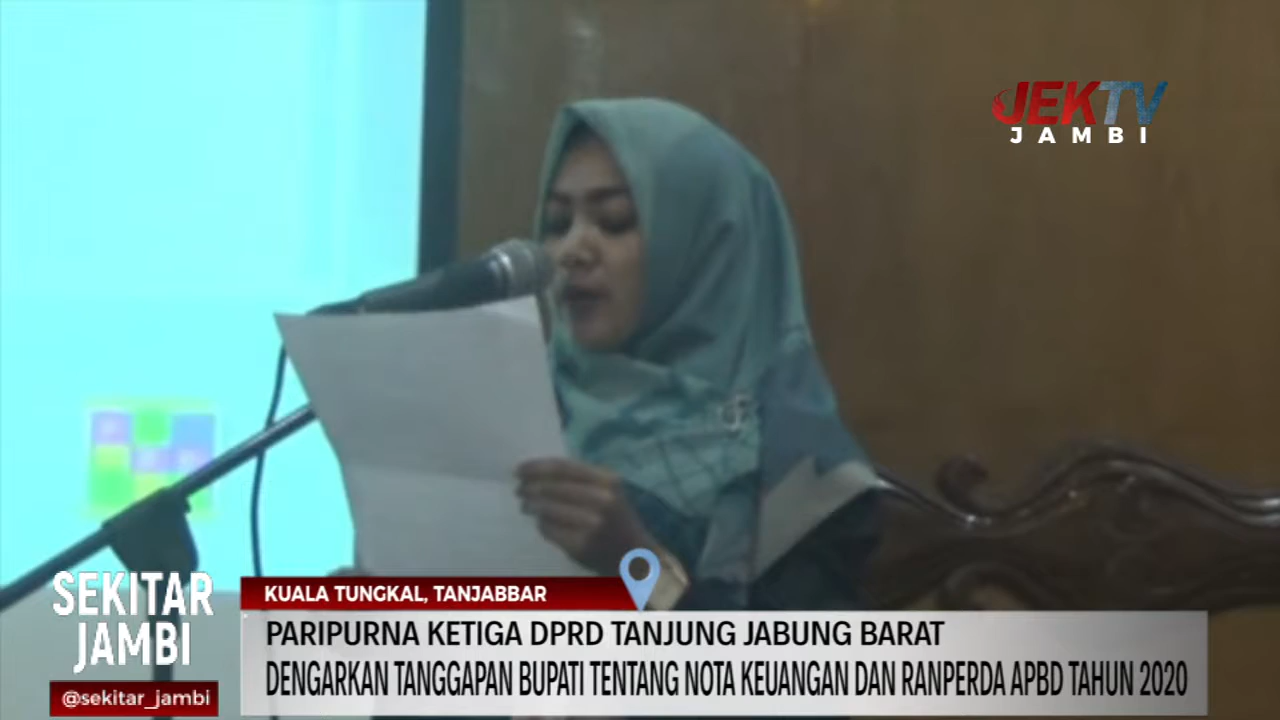 JEKTV
JAMBI
SEKITAR
JAMBI
@sekitar_jambi
KUALA TUNGKAL, TANJABBAR
PARIPURNA KETIGA DPRD TANJUNG JABUNG BARAT
DENGARKAN TANGGAPAN BUPATI TENTANG NOTA KEUANGAN DAN RANPERDA APBD TAHUN 2020